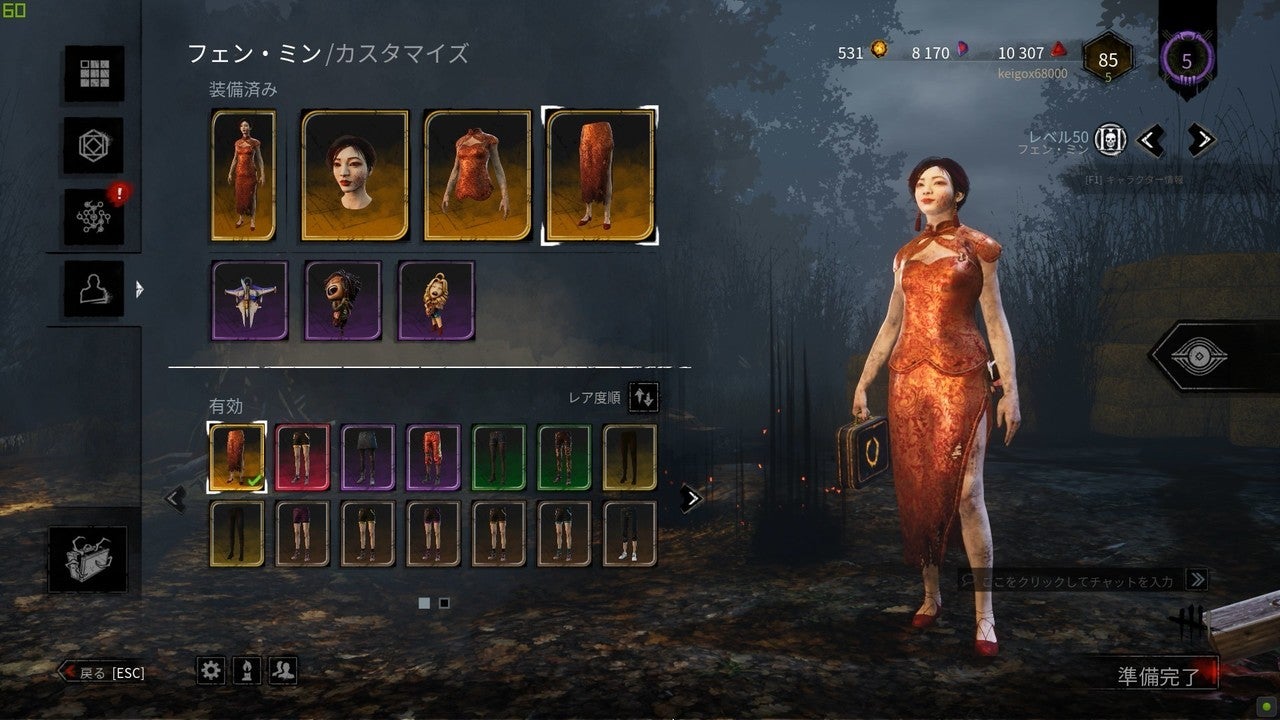 60
フェン・ミン/カスタマイズ
531
8 170
10 307
keigox68000
85
5
5
装備済み
レベル50
フェン・ミン
[F1] キャラクター情報
!
有効
レア度順
ここをクリックしてチャットを入力
戻る [ESC]
準備完了